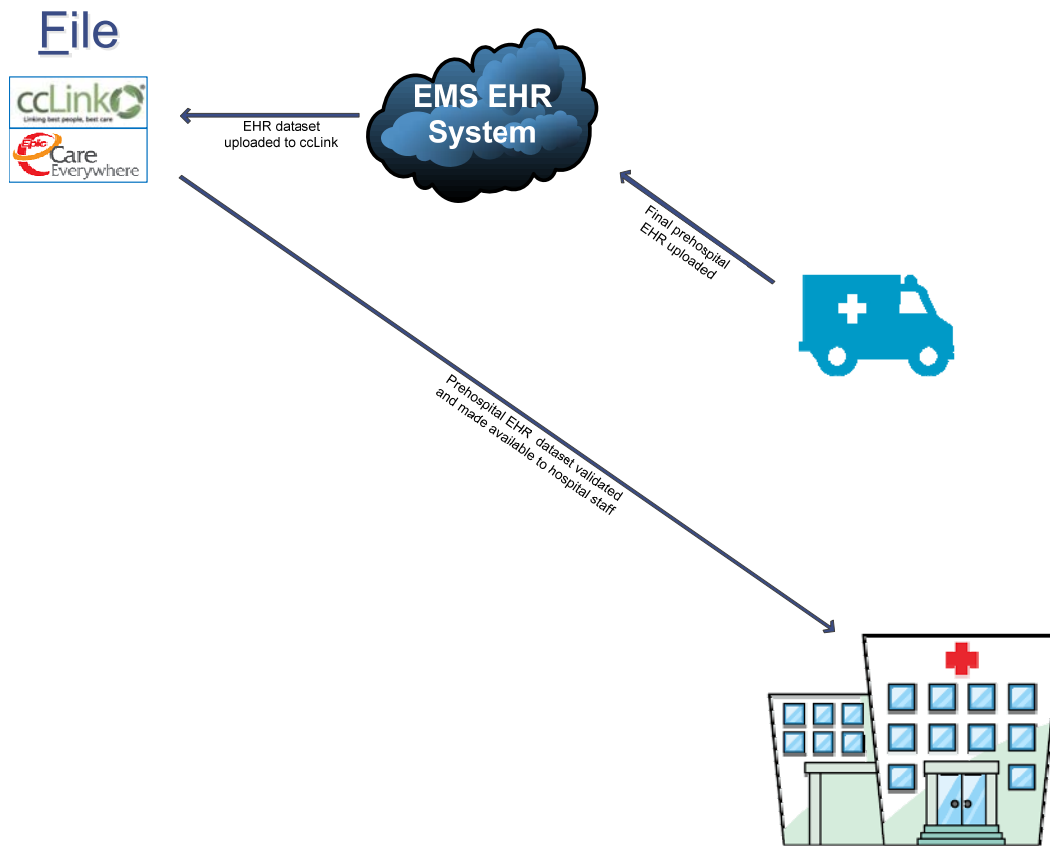 File
ccLink®
Linking best people, best care
Epic
Care
Everywhere
EHR dataset
uploaded to ccLink
EMS EHR
System
Final prehospital
EHR uploaded
Prehospital EHR dataset validated
and made available to hospital staff